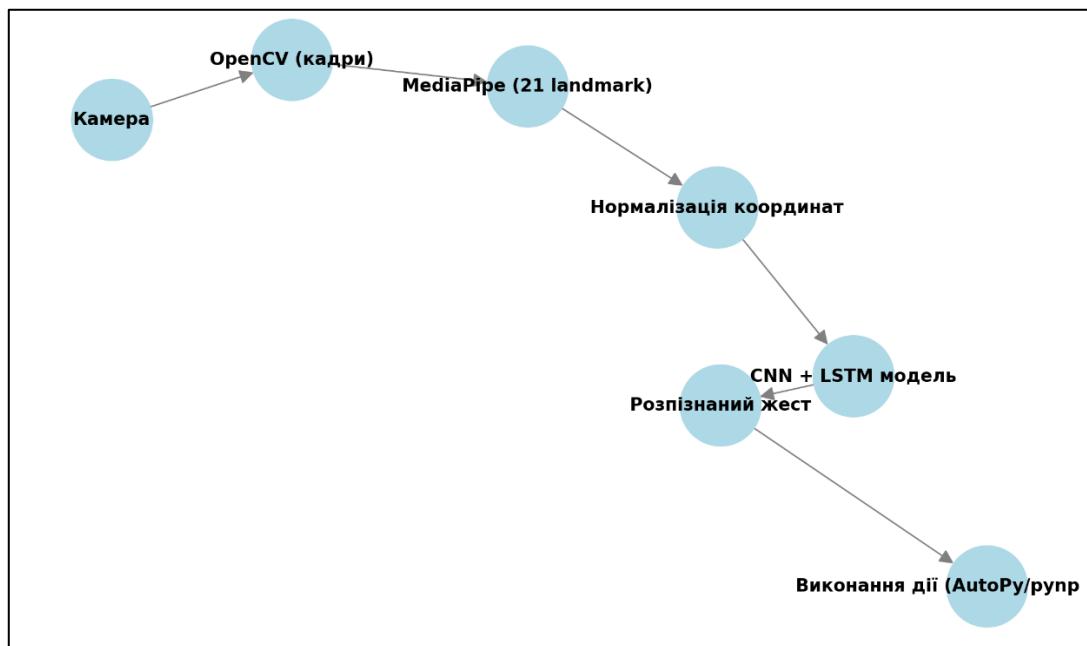 OpenCV (кадри)
MediaPipe (21 landmark)
Камера
Нормалізація координат
CNN + LSTM модель
Розпізнаний жест
Виконання дії (AutoPy/pynp